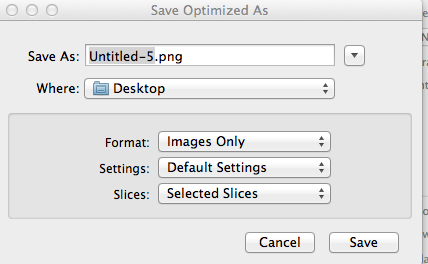 Save Optimized As
Save As: Untitled-5.png
Where: Desktop
Format: Images Only
Settings: Default Settings
Slices: Selected Slices
Cancel Save